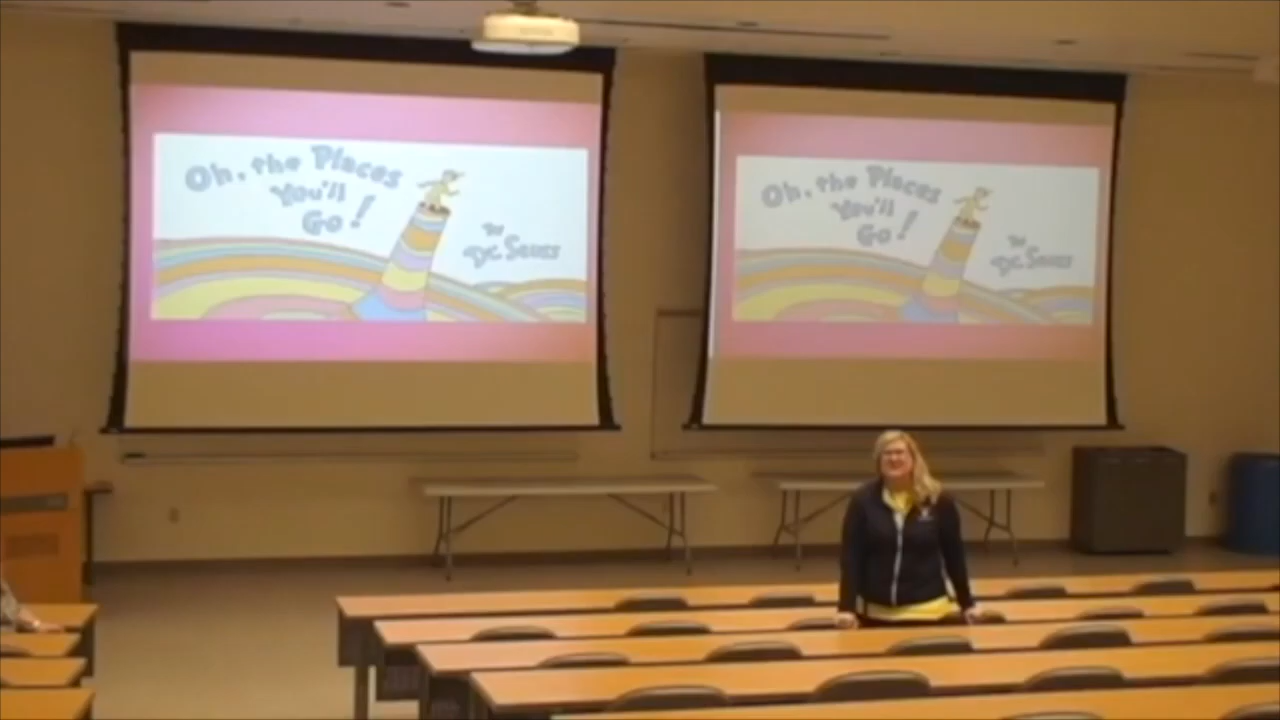 Oh, the Places
You'll
Go!
By
Dr. Seuss
Oh, the Places
You'll
Go!
By
Dr. Seuss